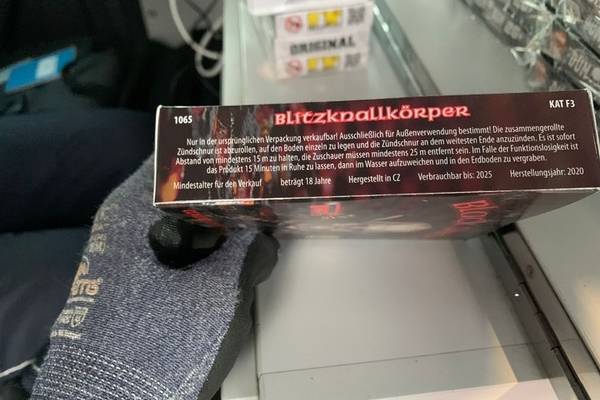 ORIGINAL
1065
Blitzknallkörper
KAT F3
Nur in der ursprünglichen Verpackung verkaufbar! Ausschließlich für Außenverwendung bestimmt! Die zusammengerollte
Zündschnur ist abzurollen, auf den Boden einzeln zu legen und die Zündschnur an dem weitesten Ende anzuzünden. Es ist sofort
Abstand von mindestens 15 m zu halten, die Zuschauer müssen mindestens 25 m entfernt sein. Im Falle der Funktionslosigkeit ist
das Produkt 15 Minuten in Ruhe zu lassen, dann im Wasser aufzuweichen und in den Erdboden zu vergraben.
Mindestalter für den Verkauf beträgt 18 Jahre Hergestellt in CZ Verbrauchbar bis: 2025 Herstellungsjahr: 2020